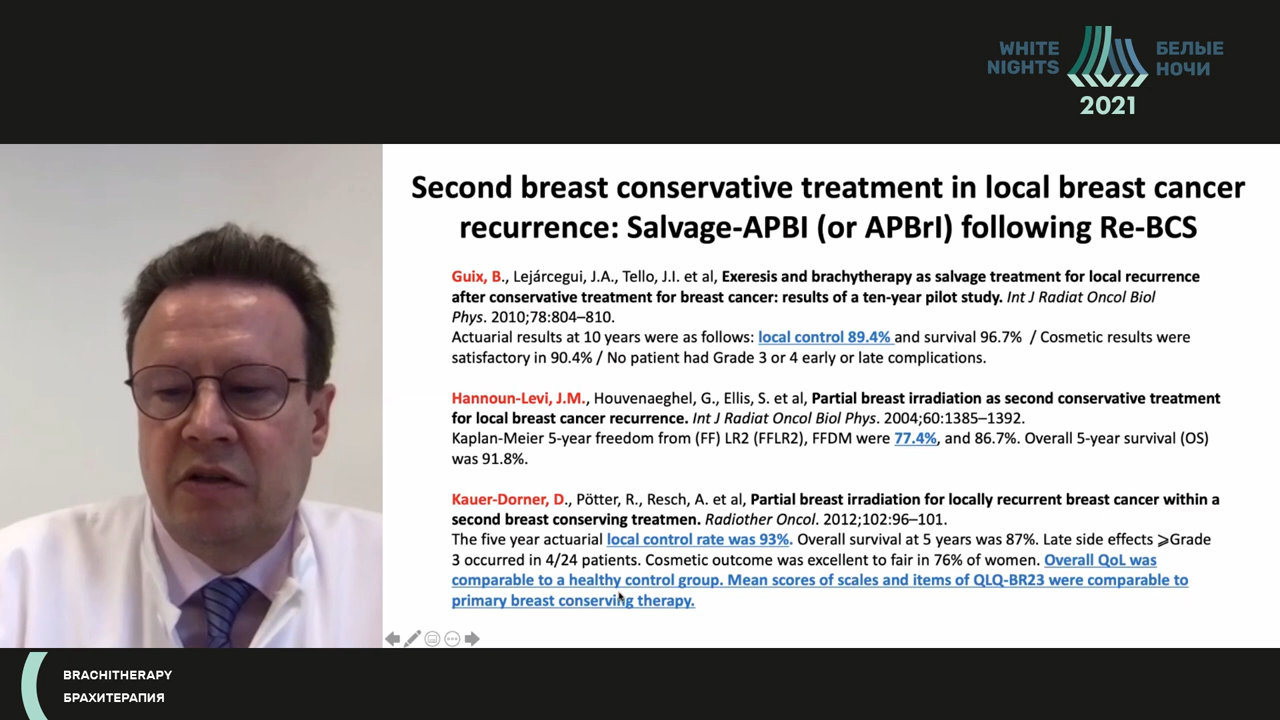 WHITE
NIGHTS
БЕЛЫЕ
НОЧИ
2021
Second breast conservative treatment in local breast cancer
recurrence: Salvage-APBI (or APBrI) following Re-BCS
Guix, B., Lejárcegui, J.A., Tello, J.I. et al, Exeresis and brachytherapy as salvage treatment for local recurrence
after conservative treatment for breast cancer: results of a ten-year pilot study. Int J Radiat Oncol Biol
Phys. 2010;78:804–810.
Actuarial results at 10 years were as follows: local control 89.4% and survival 96.7% / Cosmetic results were
satisfactory in 90.4% / No patient had Grade 3 or 4 early or late complications.
Hannoun-Levi, J.M., Houvenaeghel, G., Ellis, S. et al, Partial breast irradiation as second conservative treatment
for local breast cancer recurrence. Int J Radiat Oncol Biol Phys. 2004;60:1385–1392.
Kaplan-Meier 5-year freedom from (FF) LR2 (FFLR2), FFDM were 77.4%, and 86.7%. Overall 5-year survival (OS)
was 91.8%.
Kauer-Dorner, D., Pötter, R., Resch, A. et al, Partial breast irradiation for locally recurrent breast cancer within a
second breast conserving treatmen. Radiother Oncol. 2012;102:96–101.
The five year actuarial local control rate was 93%. Overall survival at 5 years was 87%. Late side effects ⩾Grade
3 occurred in 4/24 patients. Cosmetic outcome was excellent to fair in 76% of women. Overall QoL was
comparable to a healthy control group. Mean scores of scales and items of QLQ-BR23 were comparable to
primary breast conserving therapy.
BRACHITHERAPY
БРАХИТЕРАПИЯ